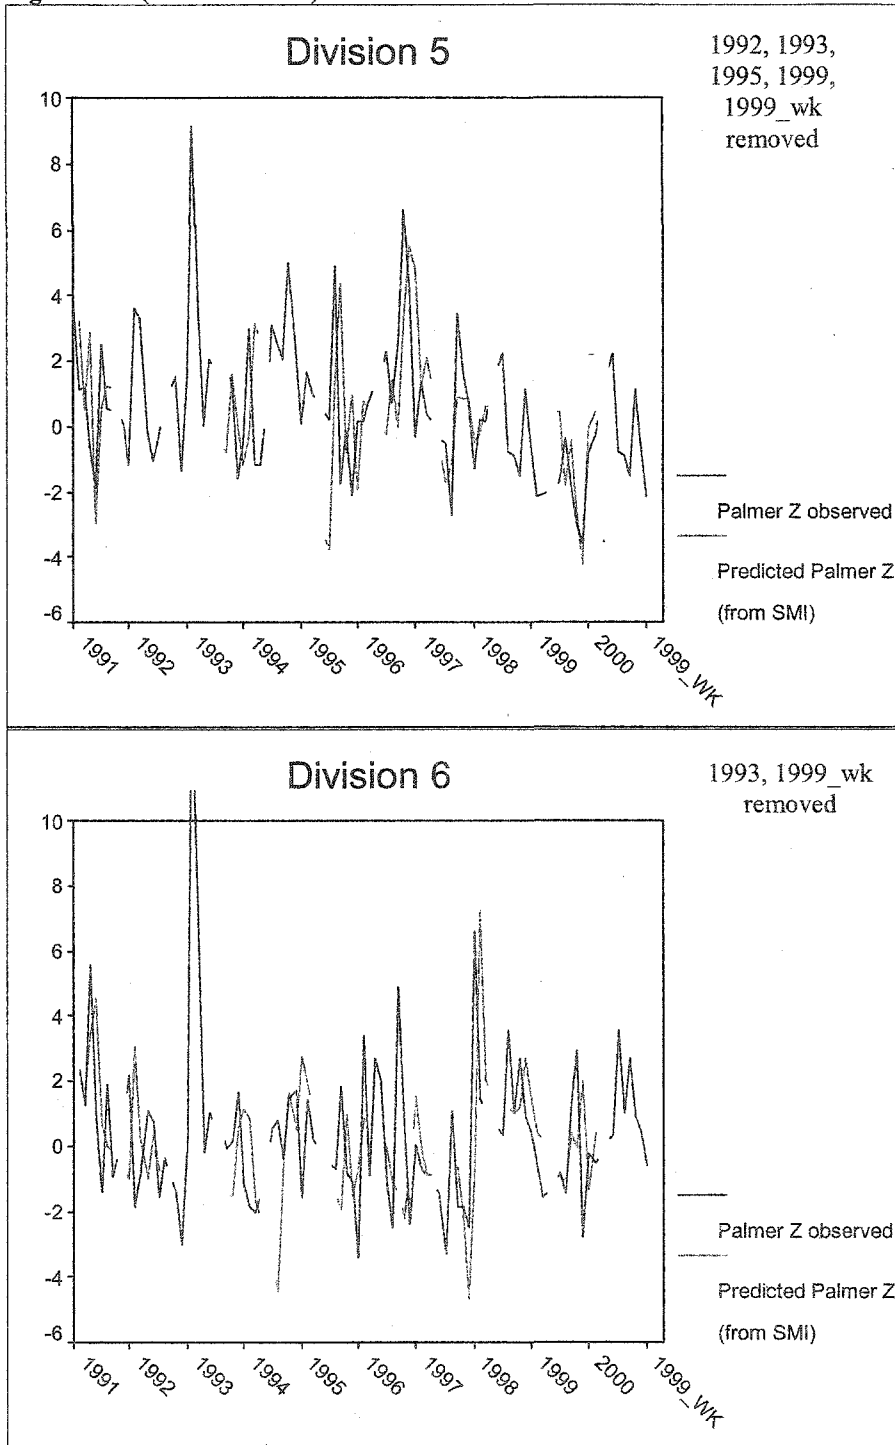 Division 5
1992, 1993,
1995, 1999,
1999_wk
removed
10
8
6
4
2
0
-2
-4
-6
1991
1992
1993
1994
1995
1996
1997
1998
1999
2000
1999_WK
Palmer Z observed
Predicted Palmer Z
(from SMI)
Division 6
1993, 1999_wk
removed
10
8
6
4
2
0
-2
-4
-6
1991
1992
1993
1994
1995
1996
1997
1998
1999
2000
1999_WK
Palmer Z observed
Predicted Palmer Z
(from SMI)